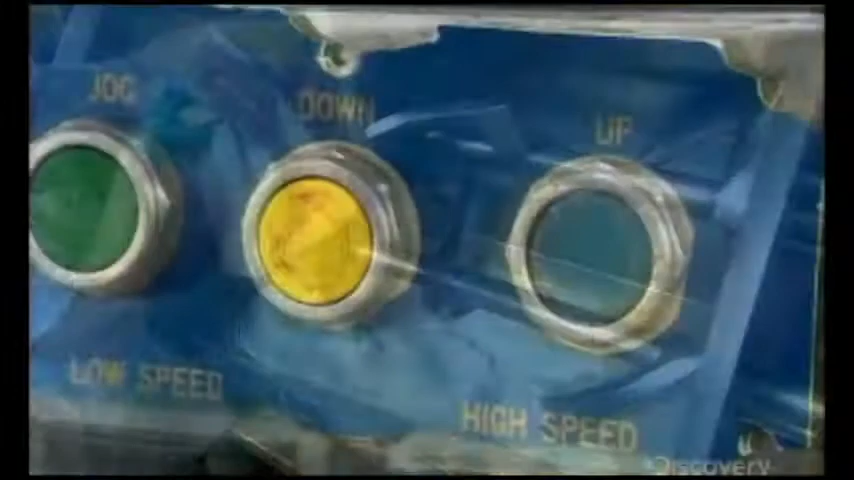 JOG
DOWN
UP
LOW SPEED
HIGH SPEED
Discovery